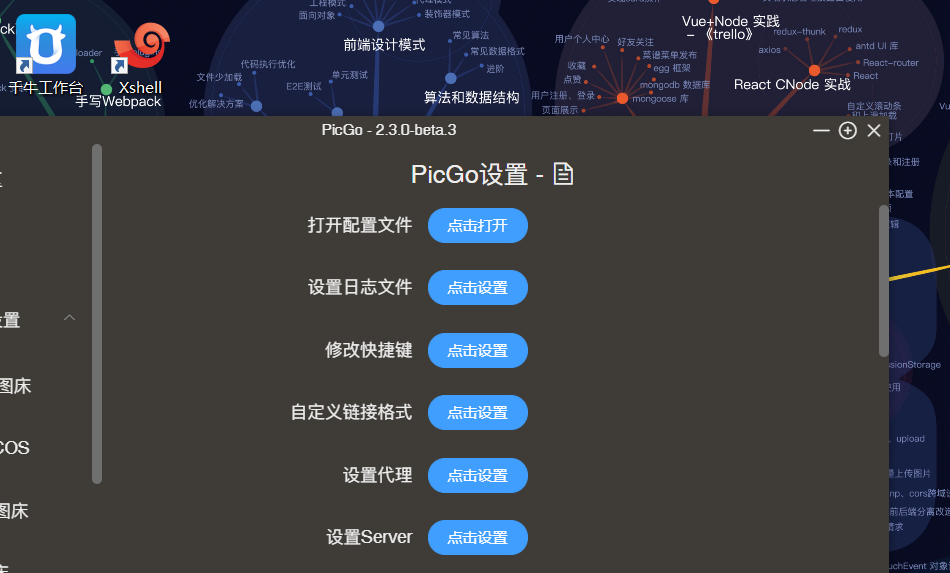 工程模式
面向对象
装饰器模式
前端设计模式
常见算法
常见数据格式
进阶
算法和数据结构
代码执行优化
文件少加载
E2E测试
单元测试
优化解决方案
loader
千牛工作台
Xshell
手写Webpack
Vue+Node 实践
- 《trello》
用户个人中心
好友关注
菜谱菜单发布
收藏
egg 框架
点赞
mongodb 数据库
用户注册、登录
mongoose 库
页面展示
redux-thunk
redux
axios
antd UI 库
React-router
React
React CNode 实战
自定义滚动条
PicGo - 2.3.0-beta.3
PicGo设置 -
打开配置文件 点击打开
设置日志文件 点击设置
修改快捷键 点击设置
自定义链接格式 点击设置
设置代理 点击设置
设置Server 点击设置
置
图床
COS
图床
ssionStorage
使用
、upload
量上传图片
np、cors跨域
前后端分离改造
请求
uchEvent 对象